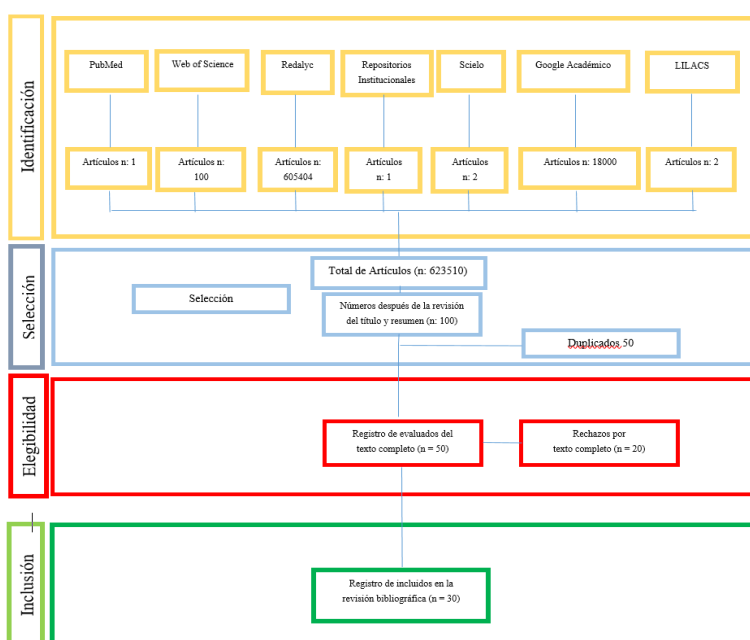 Identificación
PubMed
Web of Science
Redalyc
Repositorios
Institucionales
Scielo
Google Académico
LILACS
Artículos n: 1
Artículos n:
100
Artículos n:
605404
Artículos
n: 1
Artículos
n: 2
Artículos n: 18000
Artículos n: 2
Selección
Total de Artículos (n: 623510)
Selección
Números después de la revisión
del título y resumen (n: 100)
Duplicados 50
Elegibilidad
Registro de evaluados del
texto completo (n = 50)
Rechazos por
texto completo (n = 20)
Inclusión
Registro de incluidos en la
revisión bibliográfica (n = 30)